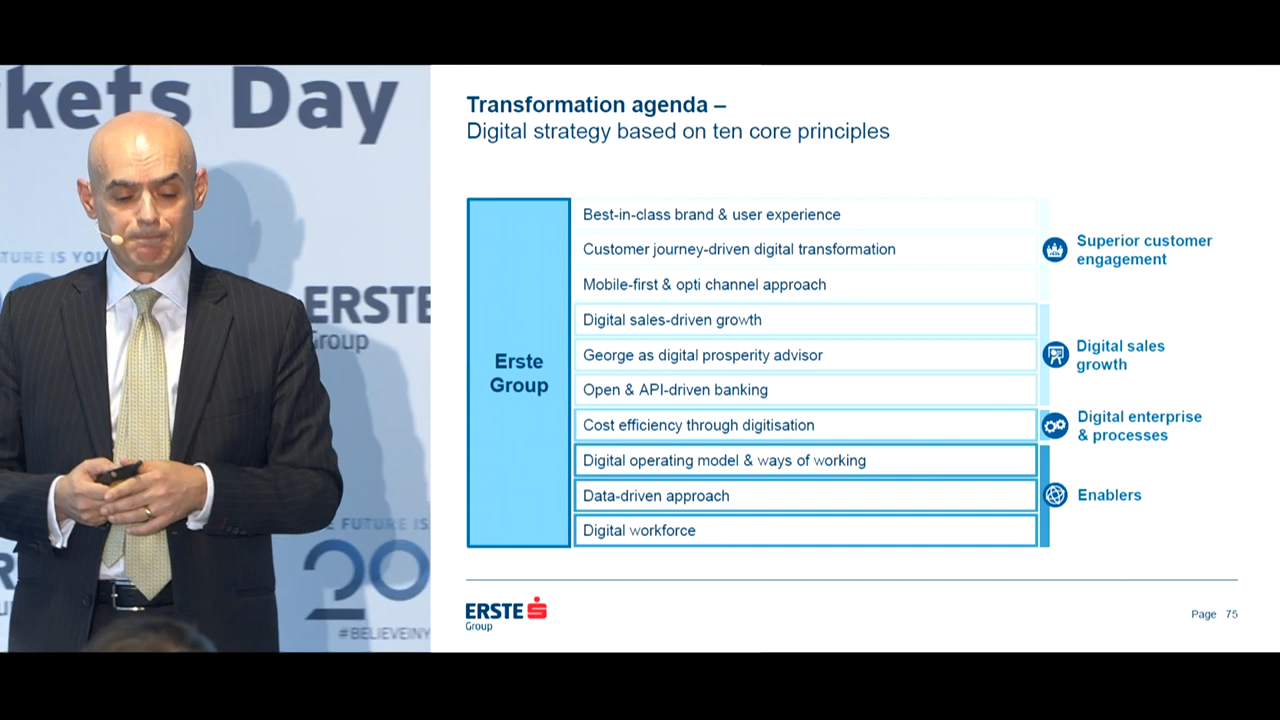 kets Day
TURE IS YOU
ERSTE
Group
E FUTURE IS
20
#BELIEVEINY
Transformation agenda –
Digital strategy based on ten core principles
Erste
Group
Best-in-class brand & user experience
Customer journey-driven digital transformation
Mobile-first & opti channel approach
Digital sales-driven growth
George as digital prosperity advisor
Open & API-driven banking
Cost efficiency through digitisation
Digital operating model & ways of working
Data-driven approach
Digital workforce
Superior customer
engagement
Digital sales
growth
Digital enterprise
& processes
Enablers
ERSTE
Group
Page 75